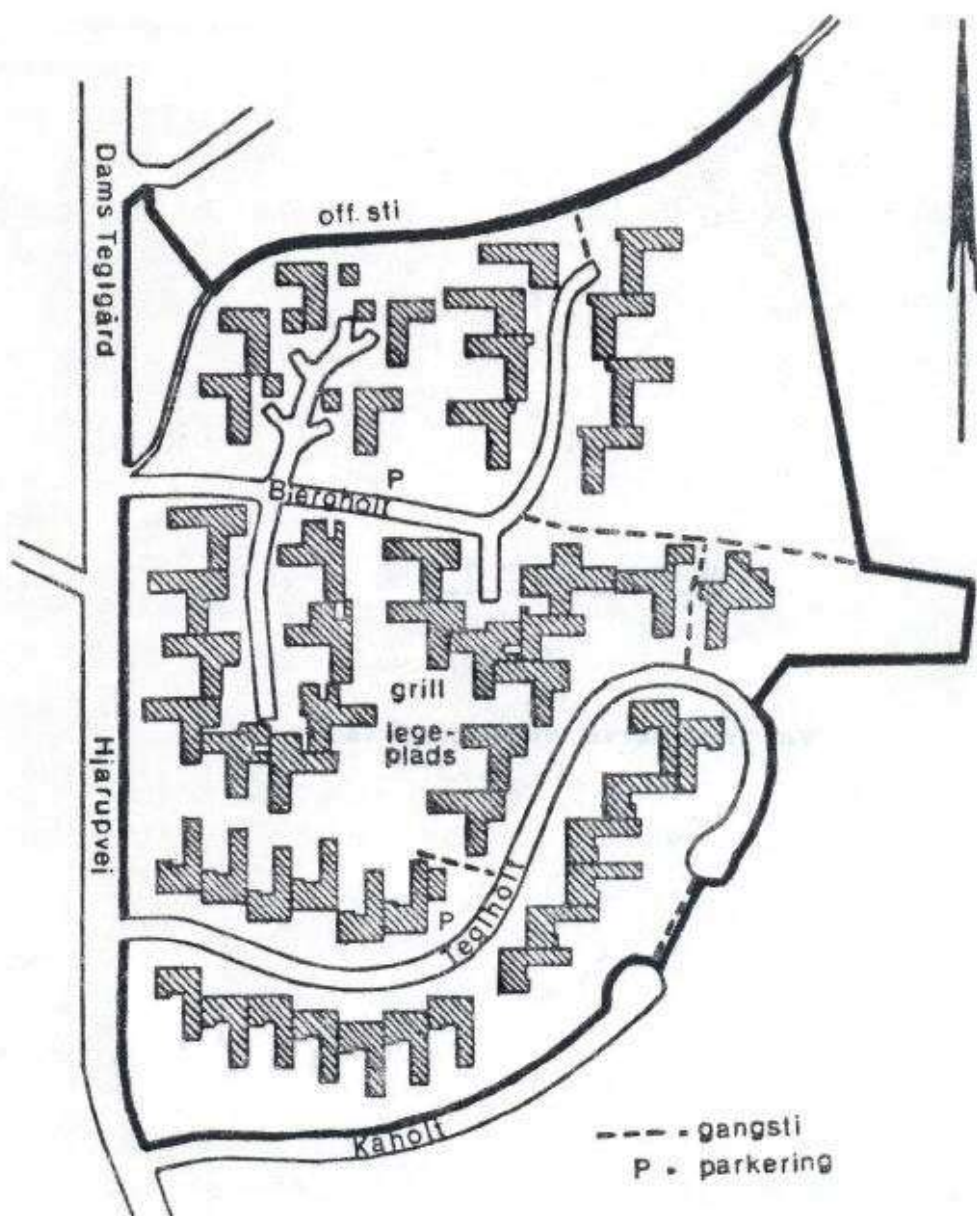 Dams Teglgård
off. sti
P
Bjergholt
grill
lege-
plads
Hjarupvej
P
Teglholt
Kaholt
gangsti
P . parkering